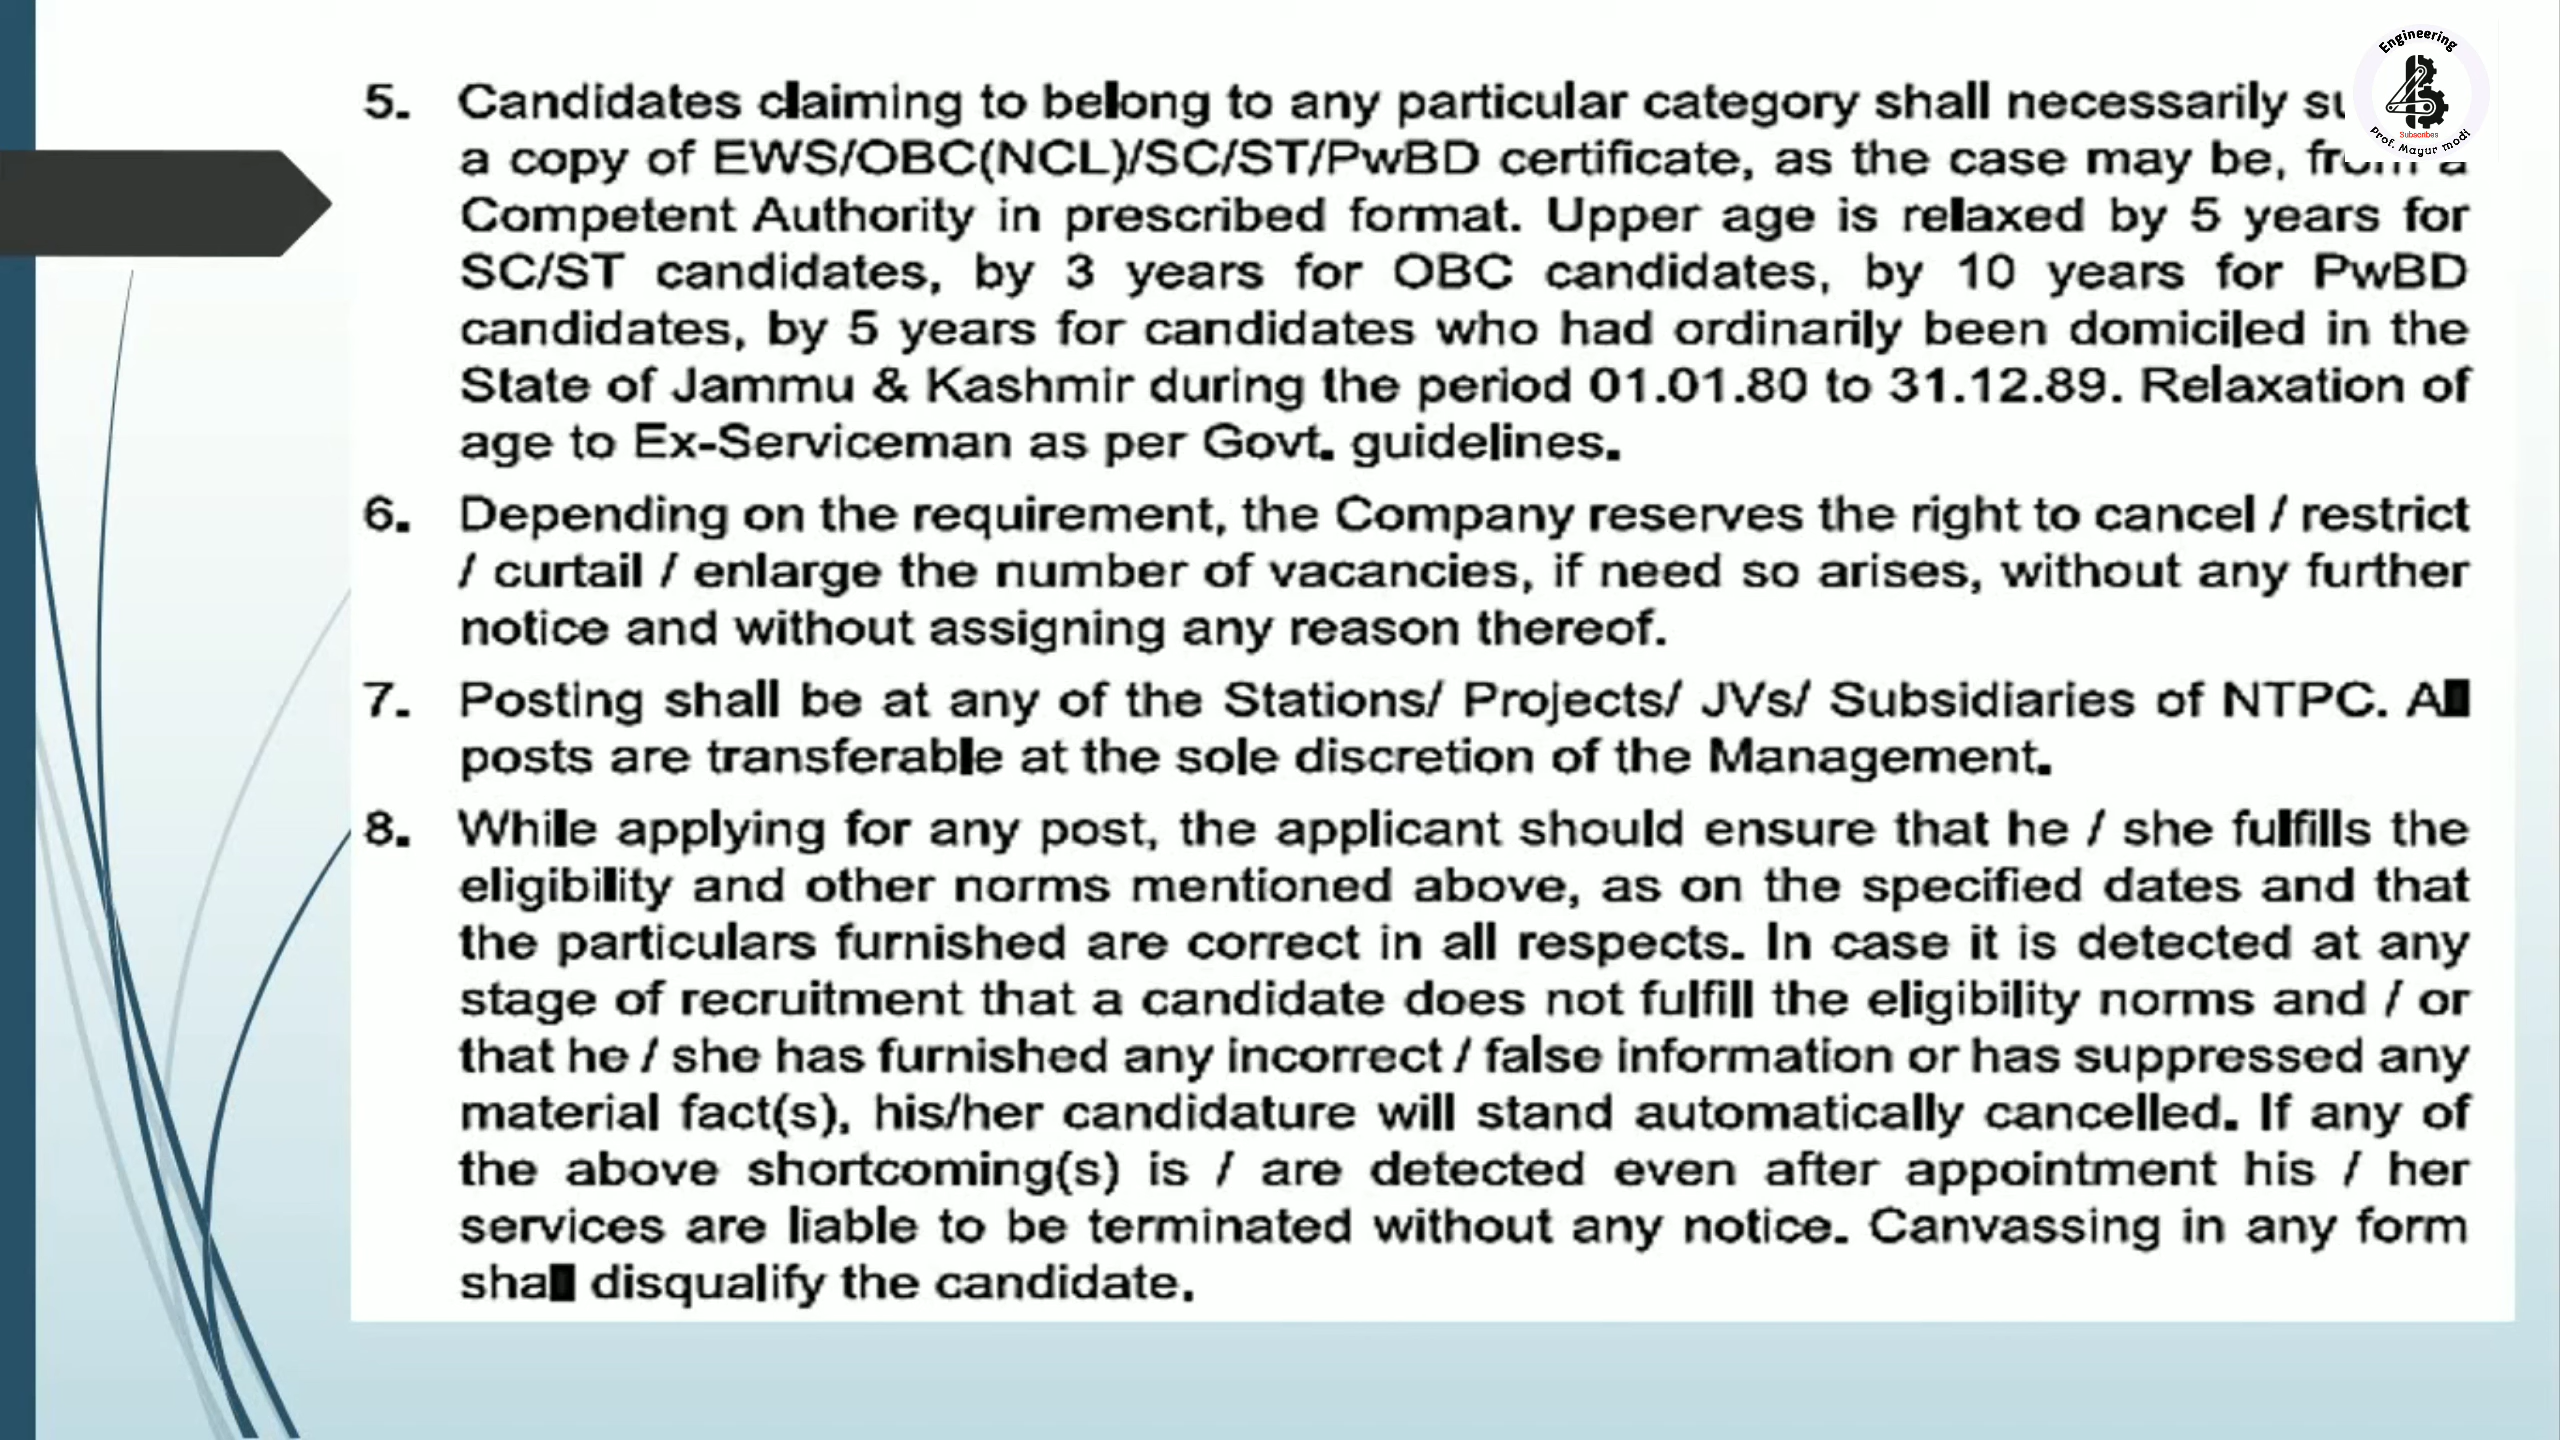 Engineering
Subscribes
Prof. Mayur modi
5. Candidates claiming to belong to any particular category shall necessarily
a copy of EWS/OBC(NCL)/SC/ST/PwBD certificate, as the case may be, from a
Competent Authority in prescribed format. Upper age is relaxed by 5 years for
SC/ST candidates, by 3 years for OBC candidates, by 10 years for PwBD
candidates, by 5 years for candidates who had ordinarily been domiciled in the
State of Jammu & Kashmir during the period 01.01.80 to 31.12.89. Relaxation of
age to Ex-Serviceman as per Govt. guidelines.
6. Depending on the requirement, the Company reserves the right to cancel / restrict
/ curtail / enlarge the number of vacancies, if need so arises, without any further
notice and without assigning any reason thereof.
7. Posting shall be at any of the Stations/ Projects/ JVs/ Subsidiaries of NTPC. All
posts are transferable at the sole discretion of the Management.
8. While applying for any post, the applicant should ensure that he / she fulfills the
eligibility and other norms mentioned above, as on the specified dates and that
the particulars furnished are correct in all respects. In case it is detected at any
stage of recruitment that a candidate does not fulfill the eligibility norms and / or
that he / she has furnished any incorrect / false information or has suppressed any
material fact(s), his/her candidature will stand automatically cancelled. If any of
the above shortcoming(s) is / are detected even after appointment his / her
services are liable to be terminated without any notice. Canvassing in any form
shall disqualify the candidate.